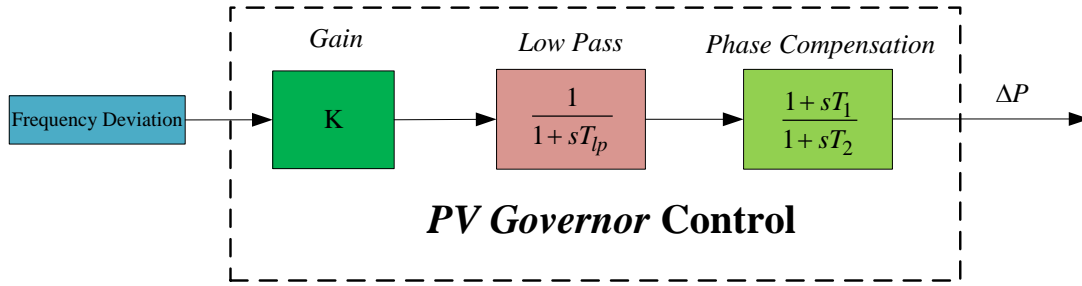 Gain
Low Pass
Phase Compensation
Frequency Deviation
K
1
1 + sT_lp
1 + sT_1
1 + sT_2
ΔP
PV Governor Control